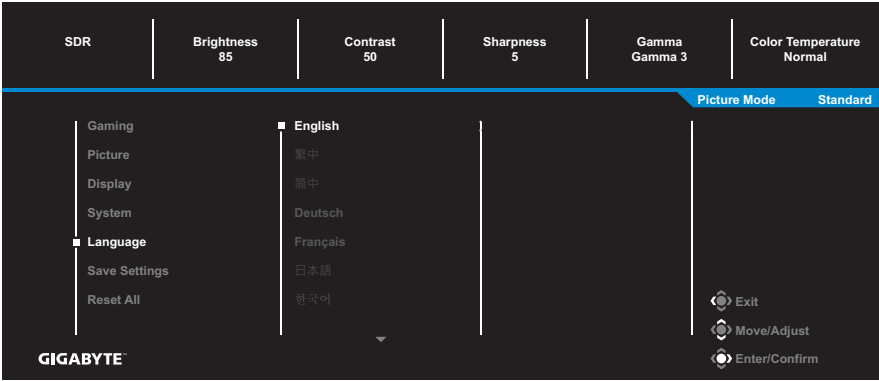 SDR
Brightness
85
Contrast
50
Sharpness
5
Gamma
Gamma 3
Color Temperature
Normal
Picture Mode Standard
Gaming
Picture
Display
System
Language
Save Settings
Reset All
English
繁中
简中
Deutsch
Français
日本語
한국어
Exit
Move/Adjust
Enter/Confirm
GIGABYTE™